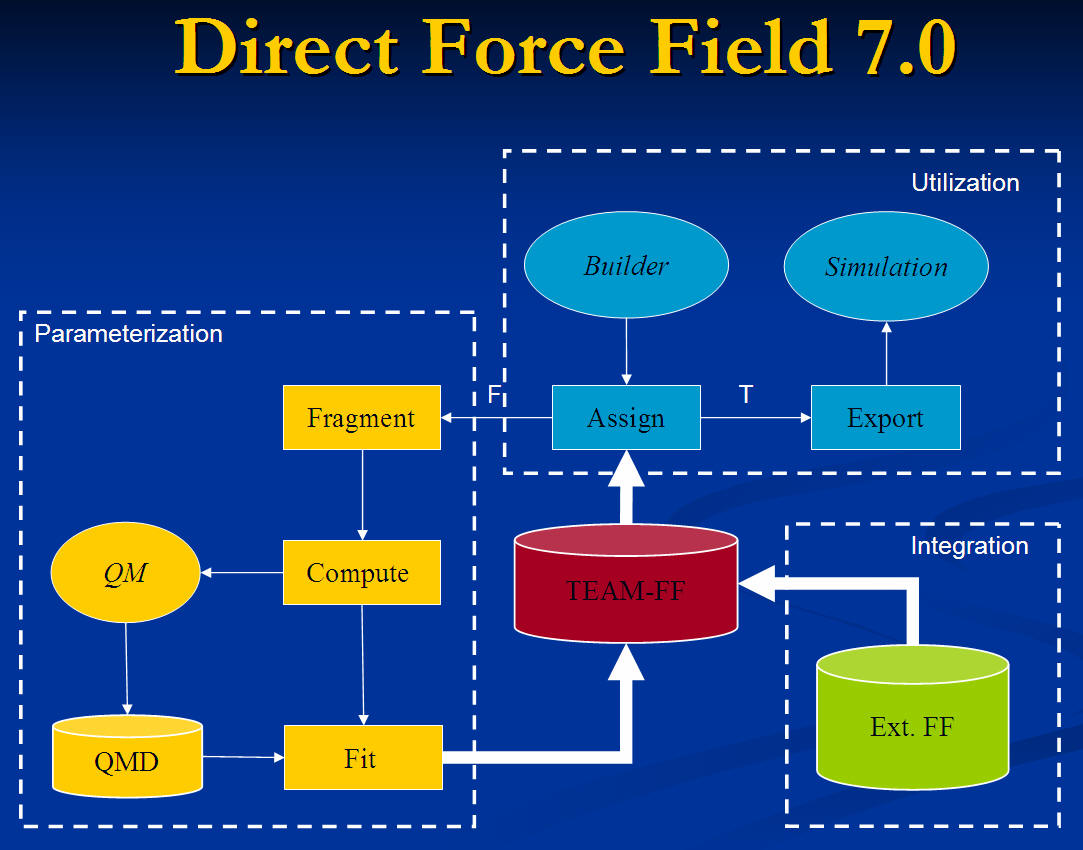 Direct Force Field 7.0
Utilization
Builder
Simulation
Parameterization
Fragment
F
Assign
T
Export
QM
Compute
TEAM-FF
Integration
QMD
Fit
Ext. FF